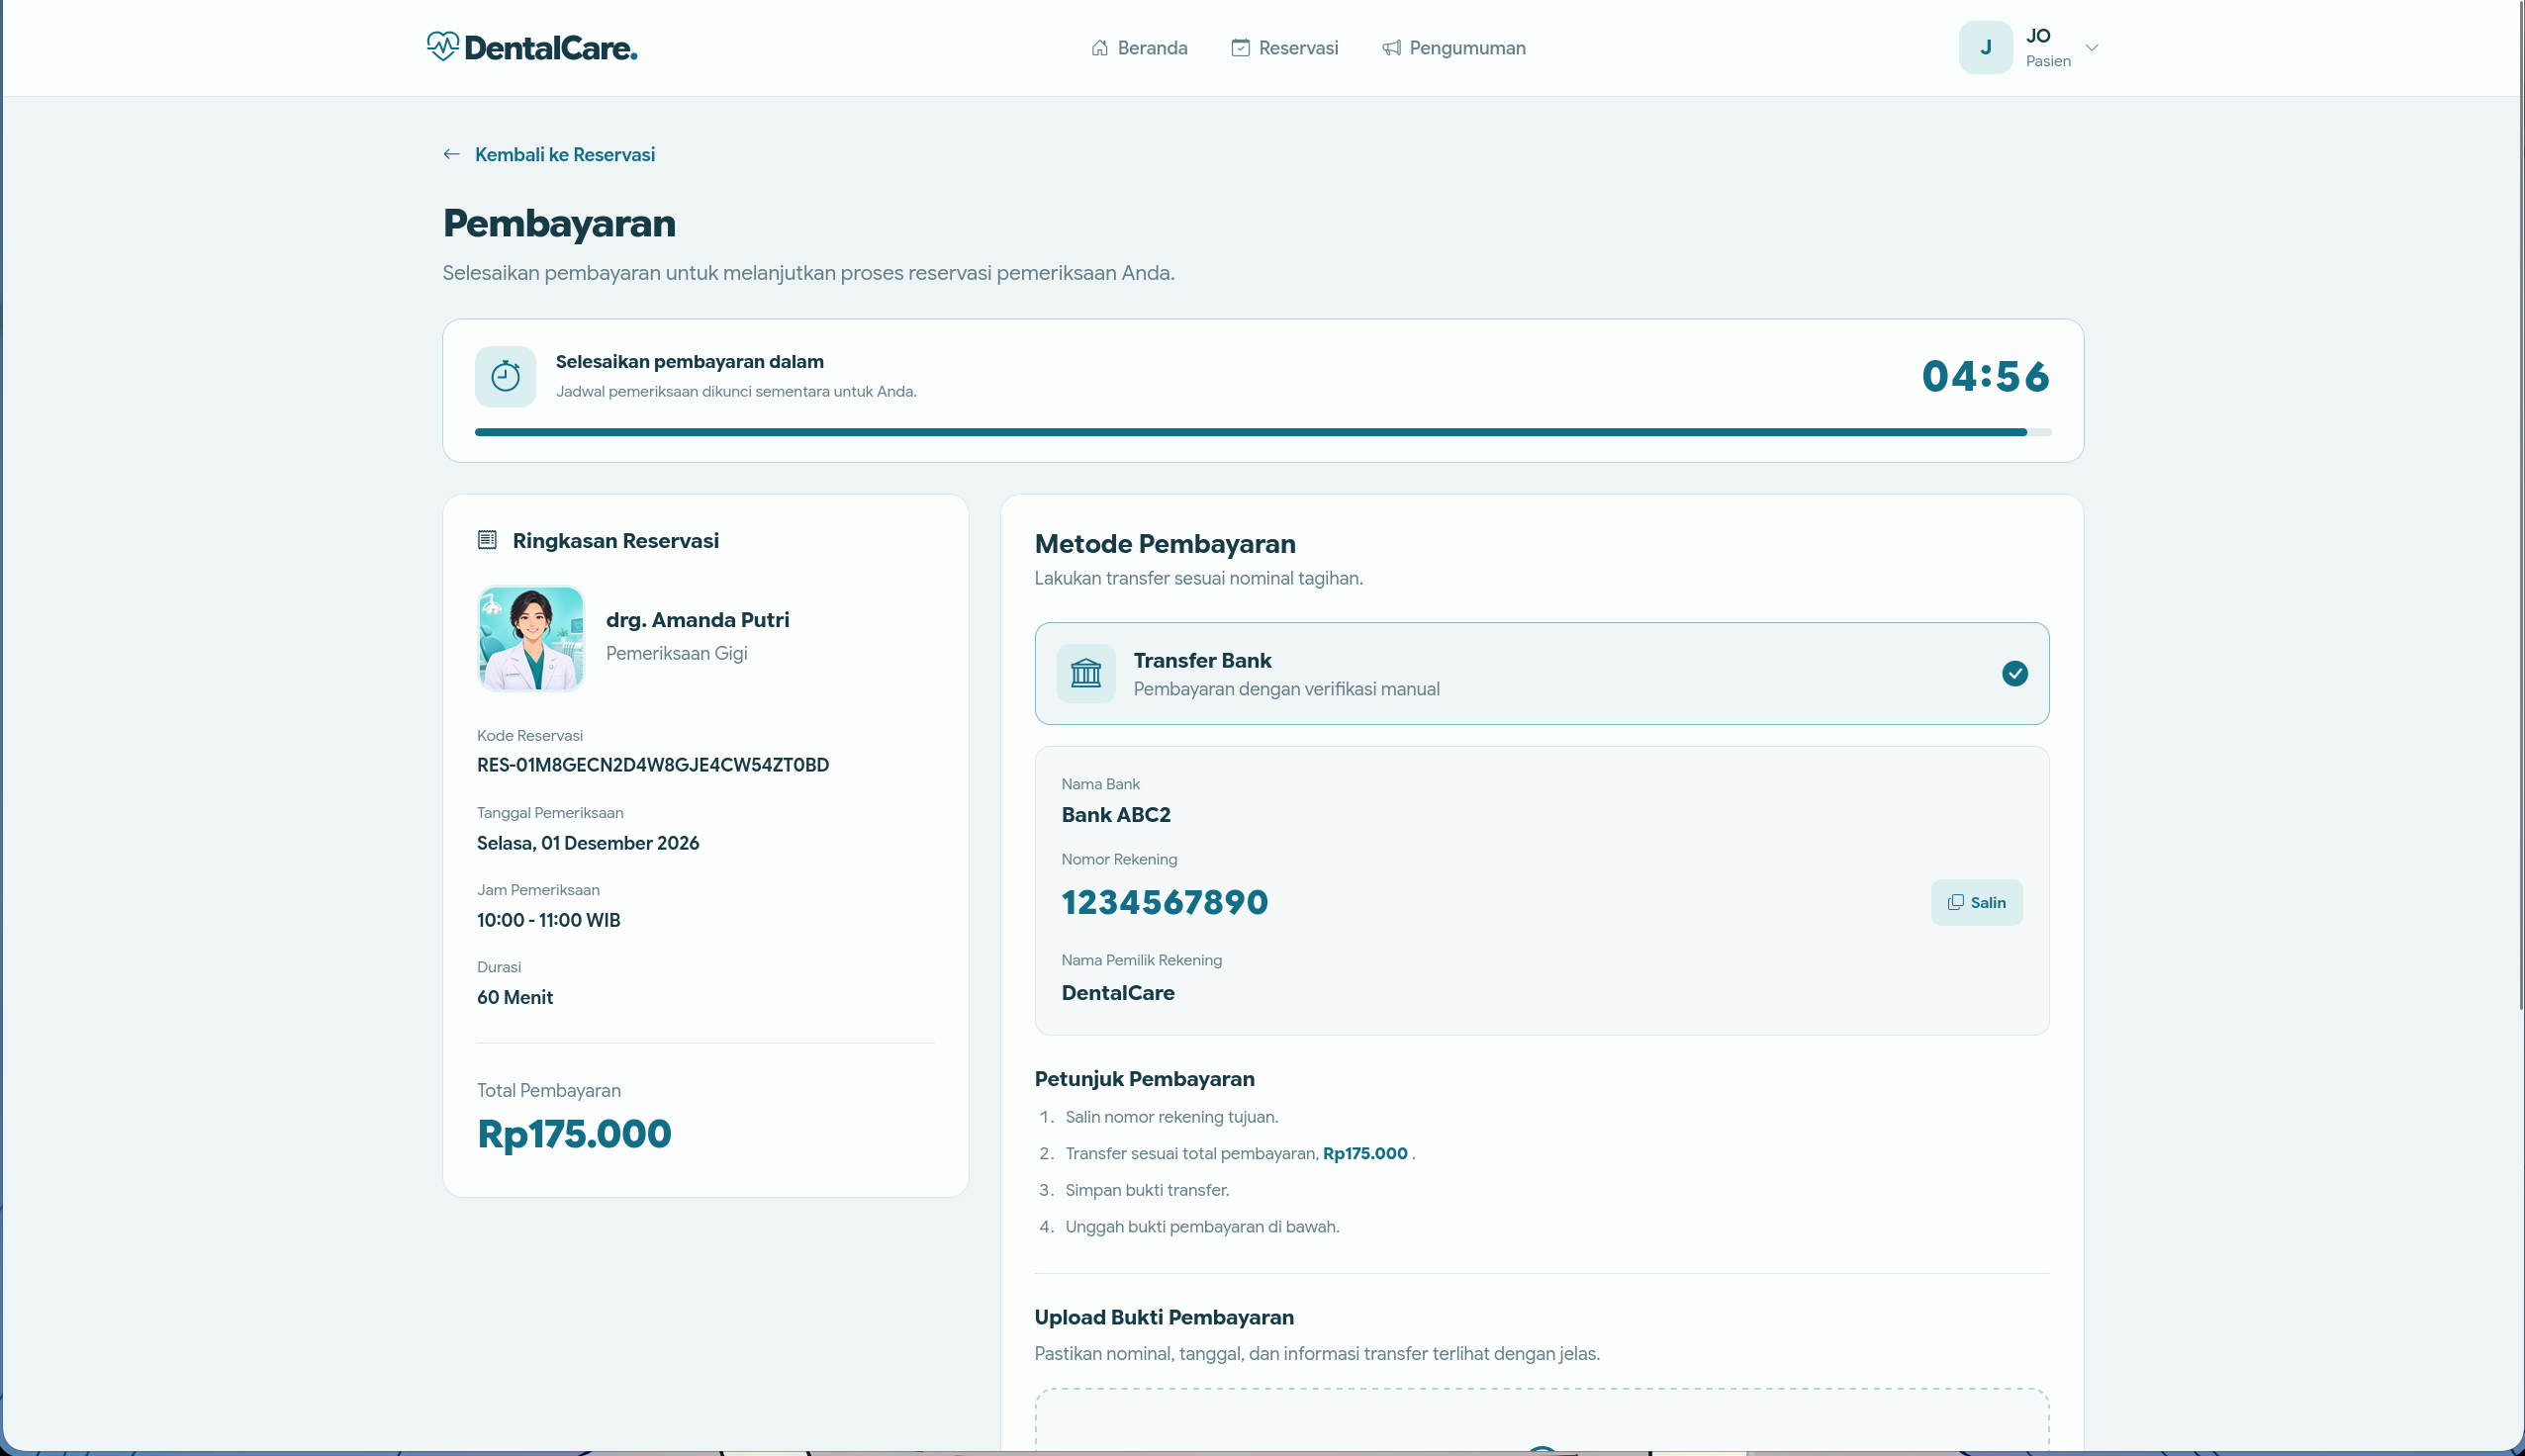 DentalCare.
Beranda
Reservasi
Pengumuman
J
JO
Pasien
Kembali ke Reservasi
Pembayaran
Selesaikan pembayaran untuk melanjutkan proses reservasi pemeriksaan Anda.
Selesaikan pembayaran dalam
Jadwal pemeriksaan dikunci sementara untuk Anda.
04:56
Ringkasan Reservasi
drg. Amanda Putri
Pemeriksaan Gigi
Kode Reservasi
RES-01M8GECN2D4W8GJE4CW54ZT0BD
Tanggal Pemeriksaan
Selasa, 01 Desember 2026
Jam Pemeriksaan
10:00 - 11:00 WIB
Durasi
60 Menit
Total Pembayaran
Rp175.000
Metode Pembayaran
Lakukan transfer sesuai nominal tagihan.
Transfer Bank
Pembayaran dengan verifikasi manual
Nama Bank
Bank ABC2
Nomor Rekening
1234567890
Salin
Nama Pemilik Rekening
DentalCare
Petunjuk Pembayaran
1. Salin nomor rekening tujuan.
2. Transfer sesuai total pembayaran, Rp175.000 .
3. Simpan bukti transfer.
4. Unggah bukti pembayaran di bawah.
Upload Bukti Pembayaran
Pastikan nominal, tanggal, dan informasi transfer terlihat dengan jelas.